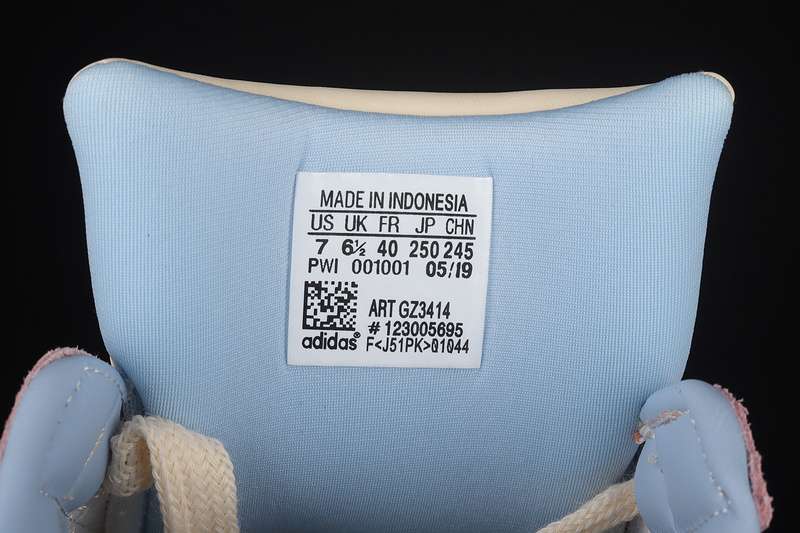 MADE IN INDONESIA
US UK FR JP CHN
7 6½ 40 250 245
PWI 001001 05/19
ART GZ3414
# 123005695
adidas® F<J51PK>01044